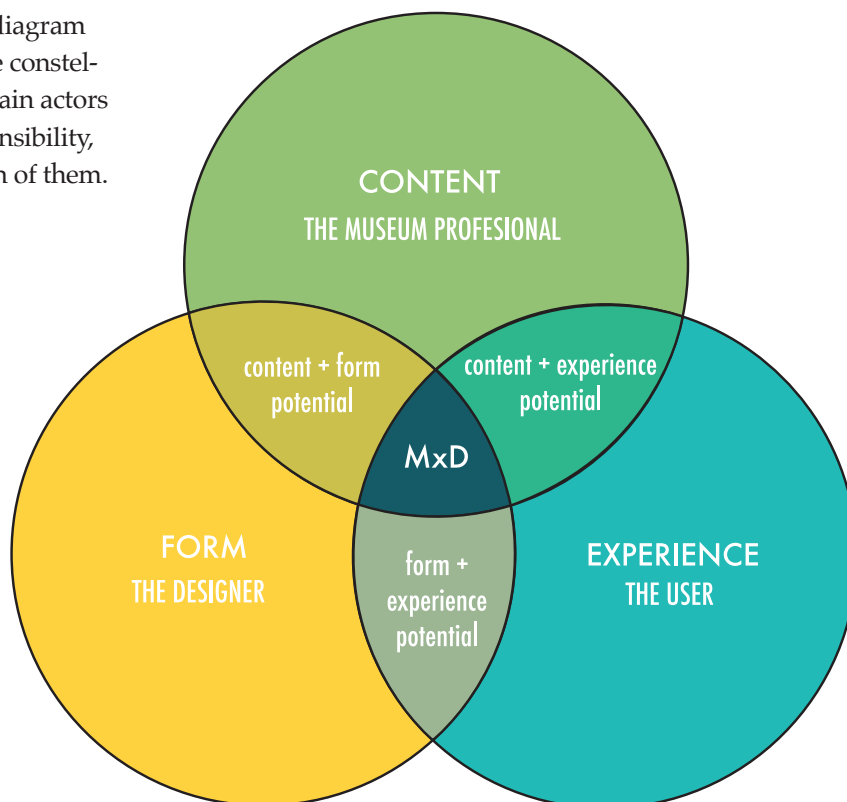 diagram
e constel-
ain actors
nsibility,
n of them.
CONTENT
THE MUSEUM PROFESIONAL
content + form
potential
content + experience
potential
MxD
FORM
THE DESIGNER
form +
experience
potential
EXPERIENCE
THE USER